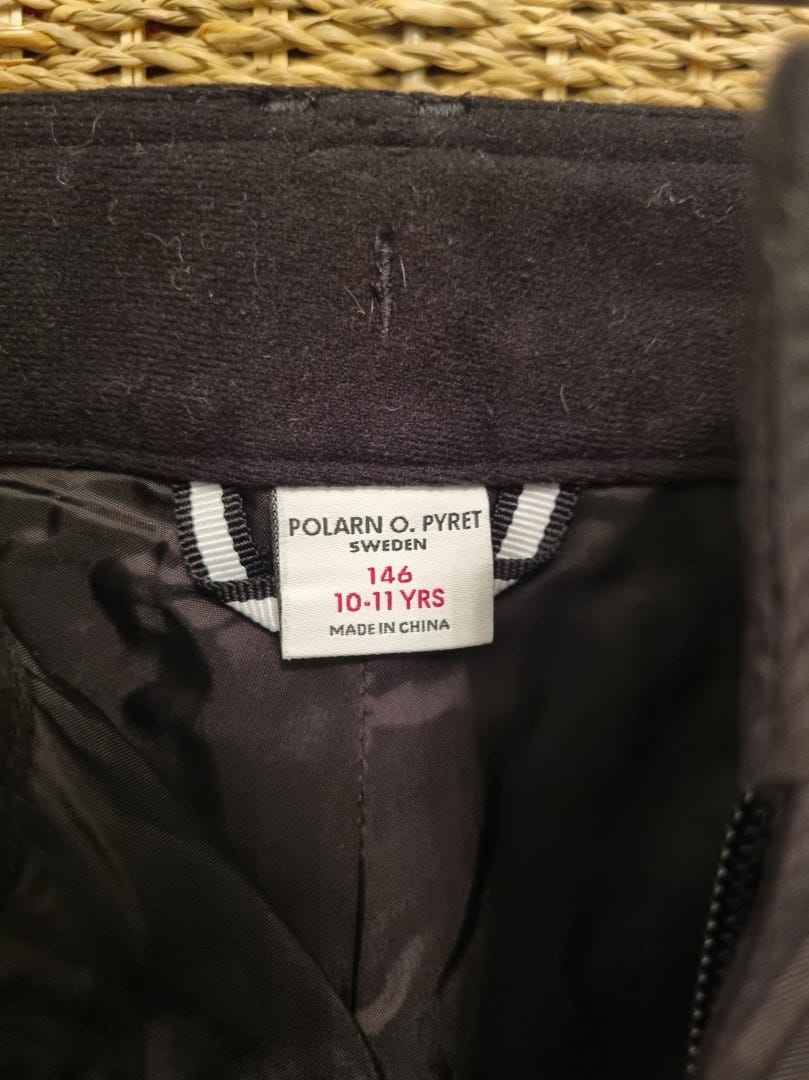 POLARN O. PYRET
SWEDEN
146
10-11 YRS
MADE IN CHINA